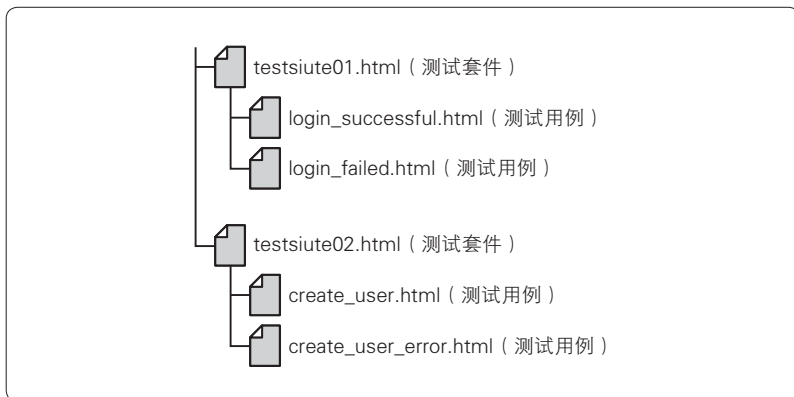 testsiute01.html（测试套件）
login_successful.html（测试用例）
login_failed.html（测试用例）
testsiute02.html（测试套件）
create_user.html（测试用例）
create_user_error.html（测试用例）